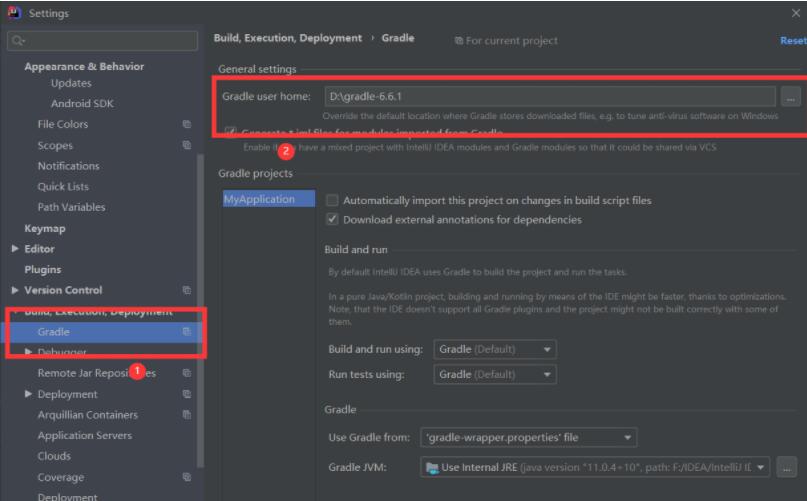 Settings
Appearance & Behavior
Updates
Android SDK
File Colors
Scopes
Notifications
Quick Lists
Path Variables
Keymap
Editor
Plugins
Version Control
Build, Execution, Deployment
Gradle
Debugger
Remote Jar Repositories
1
Deployment
Arquillian Containers
Application Servers
Clouds
Coverage
Deployment
Build, Execution, Deployment › Gradle
For current project
Reset
General settings
Gradle user home: D:\gradle-6.6.1 ...
Override the default location where Gradle stores downloaded files, e.g. to tune anti-virus software on Windows
Generate *.iml files for modules imported from Gradle
Enable if have a mixed project with IntelliJ IDEA modules and Gradle modules so that it could be shared via VCS
2
Gradle projects
MyApplication
Automatically import this project on changes in build script files
Download external annotations for dependencies
Build and run
By default IntelliJ IDEA uses Gradle to build the project and run the tasks.
In a pure Java/Kotlin project, building and running by means of the IDE might be faster, thanks to optimizations.
Note, that the IDE doesn't support all Gradle plugins and the project might not be built correctly with some of
them.
Build and run using: Gradle (Default)
Run tests using: Gradle (Default)
Gradle
Use Gradle from: 'gradle-wrapper.properties' file
Gradle JVM: Use Internal JRE (java version "11.0.4+10", path: F:/IDEA/IntelliJ IE ...